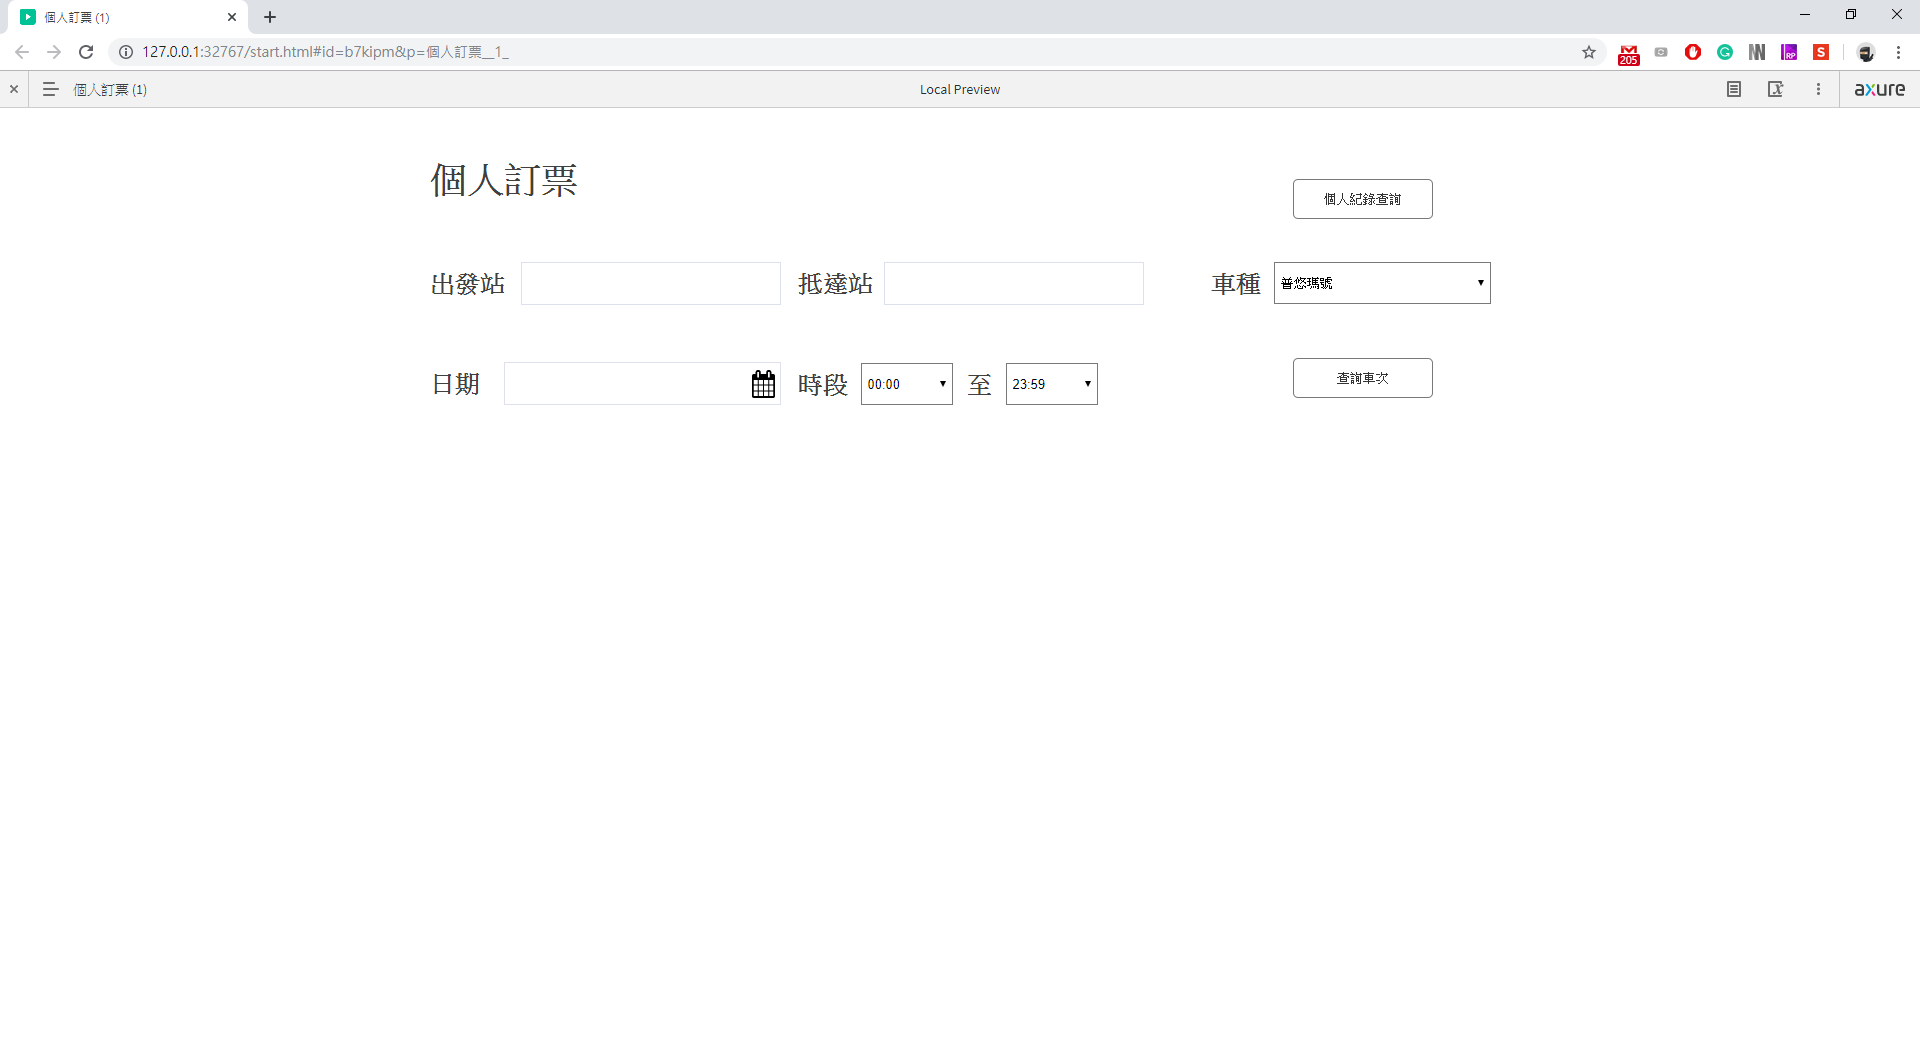 個人訂票 (1)
127.0.0.1:32767/start.html#id=b7kipm&p=個人訂票__1_
205
RP
S
個人訂票 (1)
Local Preview
axure
個人訂票
個人紀錄查詢
出發站
抵達站
車種
普悠瑪號
日期
時段
00:00
至
23:59
查詢車次